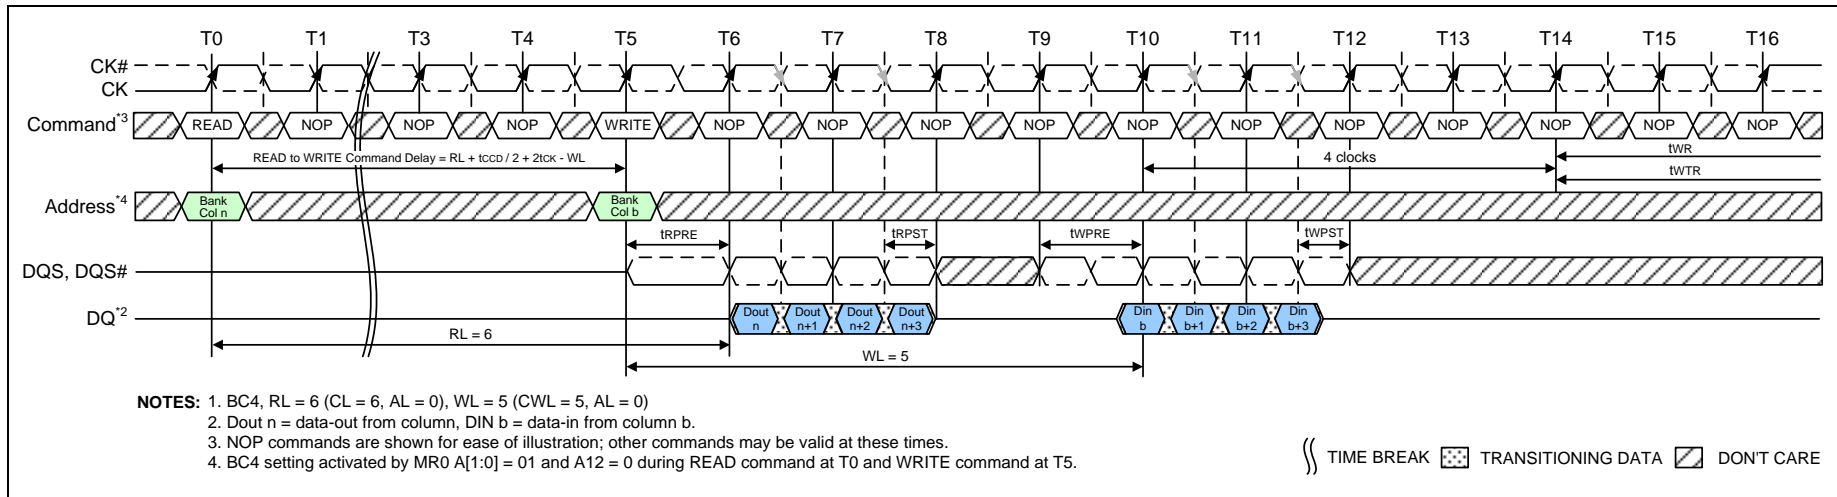 T0 T1 T3 T4 T5 T6 T7 T8 T9 T10 T11 T12 T13 T14 T15 T16
CK#
CK
Command*3 READ NOP NOP NOP WRITE NOP NOP NOP NOP NOP NOP NOP NOP NOP NOP NOP
READ to WRITE Command Delay = RL + tCCD / 2 + 2tCK - WL
4 clocks
tWR
tWTR
Address*4
Bank
Col n
Bank
Col b
tRPRE tRPST tWPRE tWPST
DQS, DQS#
DQ*2
Dout
n
Dout
n+1
Dout
n+2
Dout
n+3
Din
b
Din
b+1
Din
b+2
Din
b+3
RL = 6
WL = 5
NOTES: 1. BC4, RL = 6 (CL = 6, AL = 0), WL = 5 (CWL = 5, AL = 0)
2. Dout n = data-out from column, DIN b = data-in from column b.
3. NOP commands are shown for ease of illustration; other commands may be valid at these times.
4. BC4 setting activated by MR0 A[1:0] = 01 and A12 = 0 during READ command at T0 and WRITE command at T5.
TIME BREAK TRANSITIONING DATA DON'T CARE